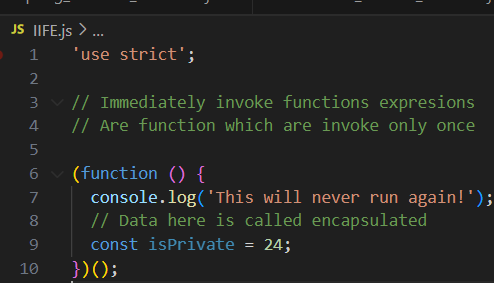 JS IIFE.js > ...
1 'use strict';
2
3 // Immediately invoke functions expresions
4 // Are function which are invoke only once
5
6 (function () {
7 console.log('This will never run again!');
8 // Data here is called encapsulated
9 const isPrivate = 24;
10 })();